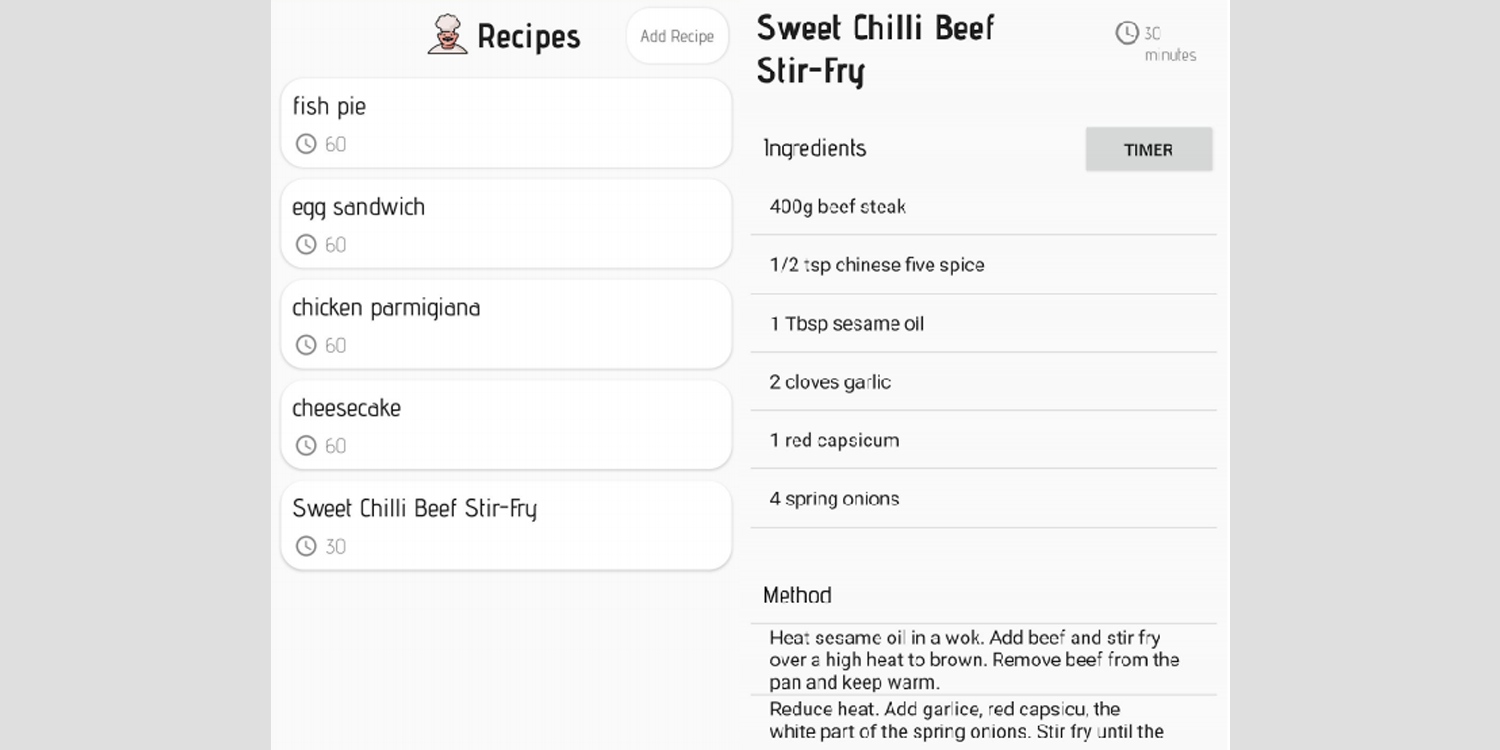 Recipes
Add Recipe
fish pie
60
egg sandwich
60
chicken parmigiana
60
cheesecake
60
Sweet Chilli Beef Stir-Fry
30
Sweet Chilli Beef
Stir-Fry
30
minutes
Ingredients
TIMER
400g beef steak
1/2 tsp chinese five spice
1 Tbsp sesame oil
2 cloves garlic
1 red capsicum
4 spring onions
Method
Heat sesame oil in a wok. Add beef and stir fry
over a high heat to brown. Remove beef from the
pan and keep warm.
Reduce heat. Add garlice, red capsicu, the
white part of the spring onions. Stir fry until the